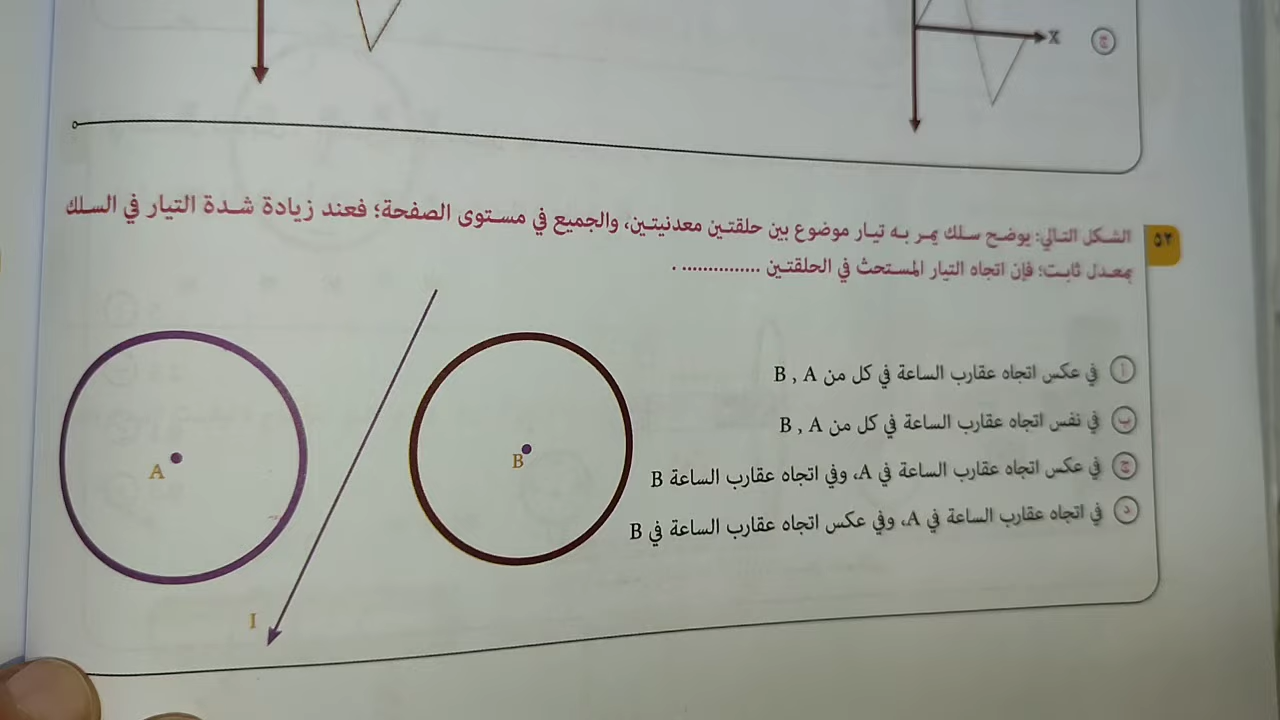 X
ج
٥٢
الشكل التالي: يوضح سلك يمر به تيار موضوع بين حلقتين معدنيتين، والجميع في مستوى الصفحة؛ فعند زيادة شدة التيار في السلك
بمعدل ثابت؛ فإن اتجاه التيار المستحث في الحلقتين ............... .
أ في عكس اتجاه عقارب الساعة في كل من B , A
ب في نفس اتجاه عقارب الساعة في كل من B , A
ج في عكس اتجاه عقارب الساعة في A، وفي اتجاه عقارب الساعة B
د في اتجاه عقارب الساعة في A، وفي عكس اتجاه عقارب الساعة في B
A
B
I